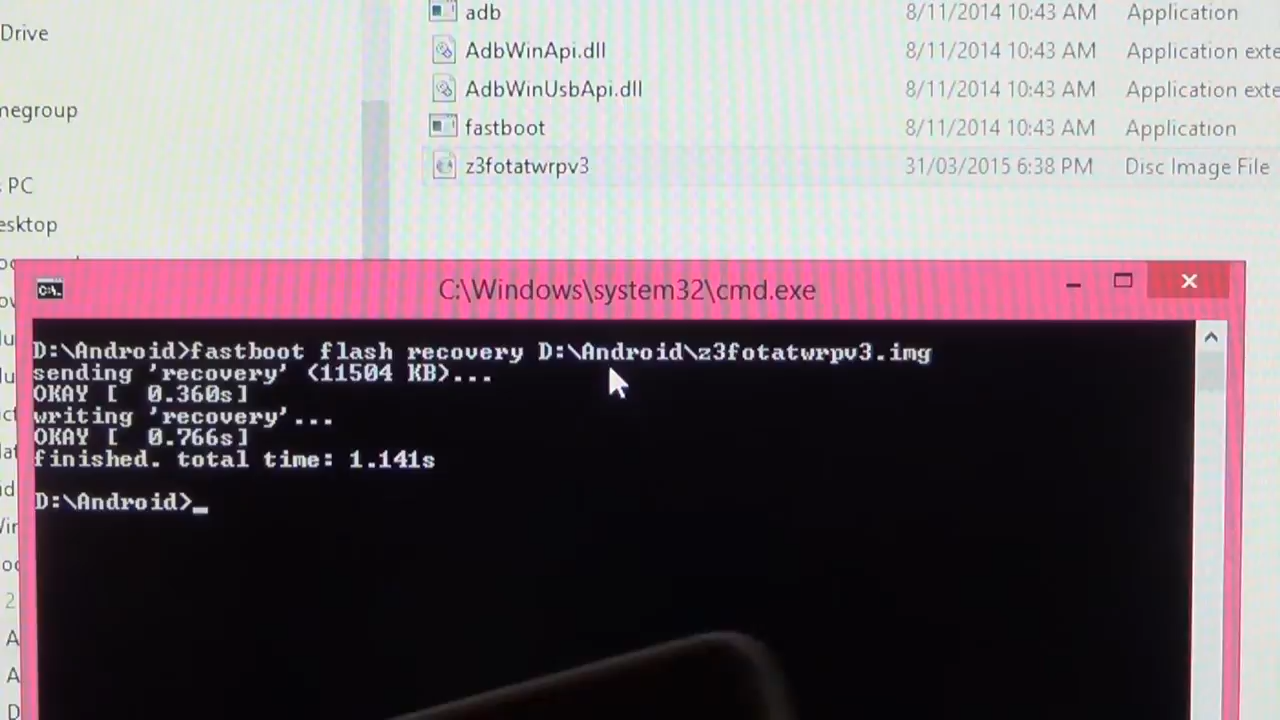 adb 8/11/2014 10:43 AM Application
Drive
AdbWinApi.dll 8/11/2014 10:43 AM Application exte
AdbWinUsbApi.dll 8/11/2014 10:43 AM Application exte
megroup
fastboot 8/11/2014 10:43 AM Application
z3fotatwrpv3 31/03/2015 6:38 PM Disc Image File
PC
esktop
C:\Windows\system32\cmd.exe
D:\Android>fastboot flash recovery D:\Android\z3fotatwrpv3.img
sending 'recovery' (11504 KB)...
OKAY [ 0.360s]
writing 'recovery'...
OKAY [ 0.766s]
finished. total time: 1.141s
D:\Android>_